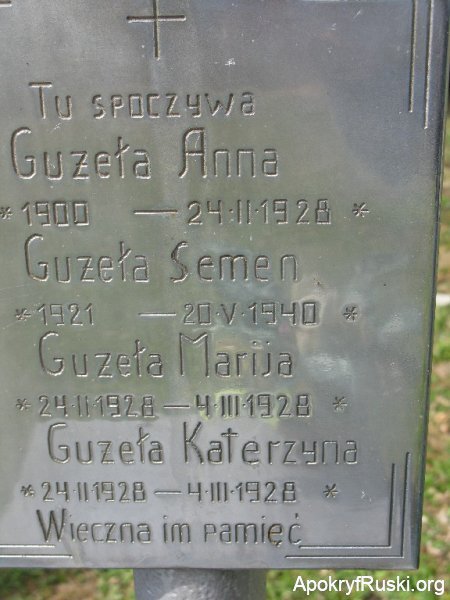 Tu spoczywa
Guzeła Anna
* 1900 — 24·II·1928 *
Guzeła Semen
* 1921 — 20·V·1940 *
Guzeła Marija
* 24·II·1928 — 4·III·1928 *
Guzeła Katerzyna
* 24·II·1928 — 4·III·1928 *
Wieczna im pamięć
ApokryfRuski.org